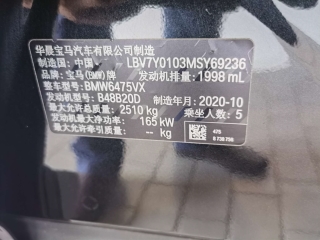 华晨宝马汽车有限公司制造
制造国：中国 LBV7Y0103MSY69236
品牌：宝马(BMW)牌 发动机排量：1998 mL
整车型号：BMW6475VX
发动机型号：B48B20D 制造年月：2020-10
最大允许总质量：2510 kg 乘坐人数：5
发动机最大净功率：165 kW
最大允许牵引质量： - kg
475